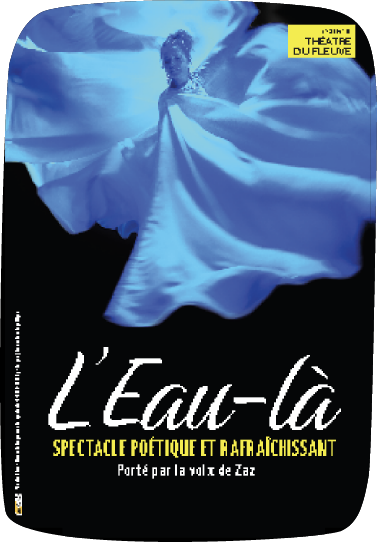 THÉÂTRE
DU FLEUVE
L'Eau-là
SPECTACLE POÉTIQUE ET RAFRAÎCHISSANT
Porté par la voix de Zaz